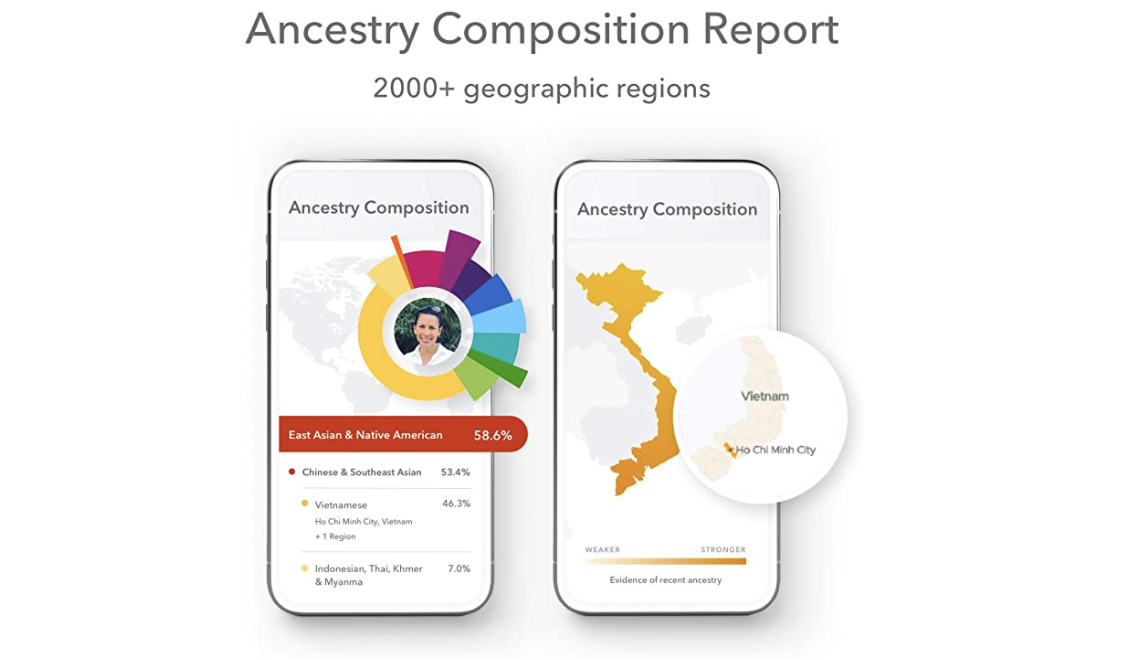 Ancestry Composition Report
2000+ geographic regions
Ancestry Composition
East Asian & Native American 58.6%
Chinese & Southeast Asian 53.4%
Vietnamese 46.3%
Ho Chi Minh City, Vietnam
+ 1 Region
Indonesian, Thai, Khmer 7.0%
& Myanma
Ancestry Composition
Vietnam
Ho Chi Minh City
WEAKER STRONGER
Evidence of recent ancestry